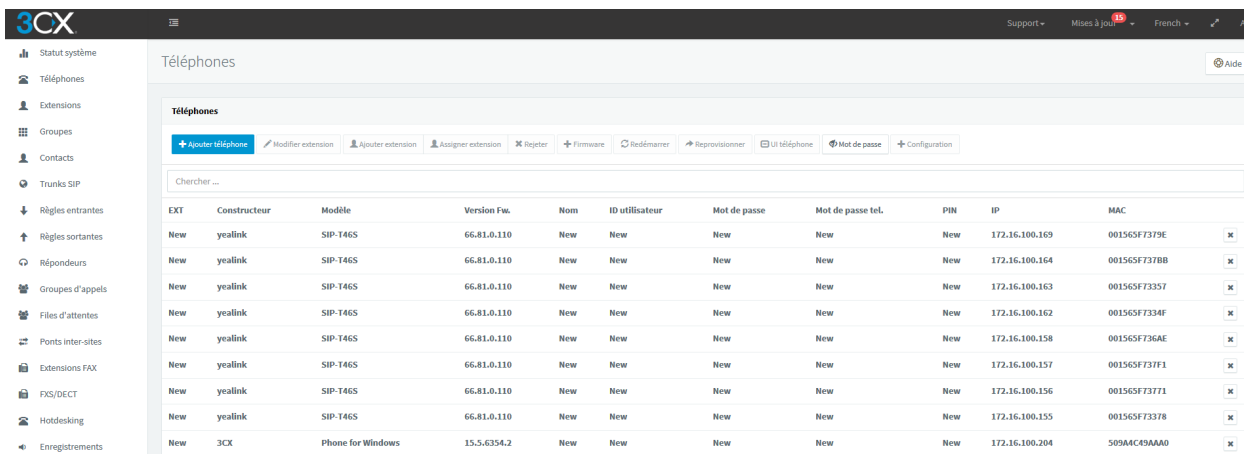 3CX
Support
Mises à jour
15
French
Statut système
Téléphones
Extensions
Groupes
Contacts
Trunks SIP
Règles entrantes
Règles sortantes
Répondeurs
Groupes d'appels
Files d'attentes
Ponts inter-sites
Extensions FAX
FXS/DECT
Hotdesking
Enregistrements
Téléphones
Aide
Téléphones
Ajouter téléphone Modifier extension Ajouter extension Assigner extension Rejeter Firmware Redémarrer Reprovisionner UI téléphone Mot de passe Configuration
Chercher ...
EXT Constructeur Modèle Version Fw. Nom ID utilisateur Mot de passe Mot de passe tel. PIN IP MAC
New yealink SIP-T46S 66.81.0.110 New New New New New 172.16.100.169 001565F7379E
New yealink SIP-T46S 66.81.0.110 New New New New New 172.16.100.164 001565F737BB
New yealink SIP-T46S 66.81.0.110 New New New New New 172.16.100.163 001565F73357
New yealink SIP-T46S 66.81.0.110 New New New New New 172.16.100.162 001565F7334F
New yealink SIP-T46S 66.81.0.110 New New New New New 172.16.100.158 001565F736AE
New yealink SIP-T46S 66.81.0.110 New New New New New 172.16.100.157 001565F737F1
New yealink SIP-T46S 66.81.0.110 New New New New New 172.16.100.156 001565F73771
New yealink SIP-T46S 66.81.0.110 New New New New New 172.16.100.155 001565F73378
New 3CX Phone for Windows 15.5.6354.2 New New New New New 172.16.100.204 509A4C49AAA0